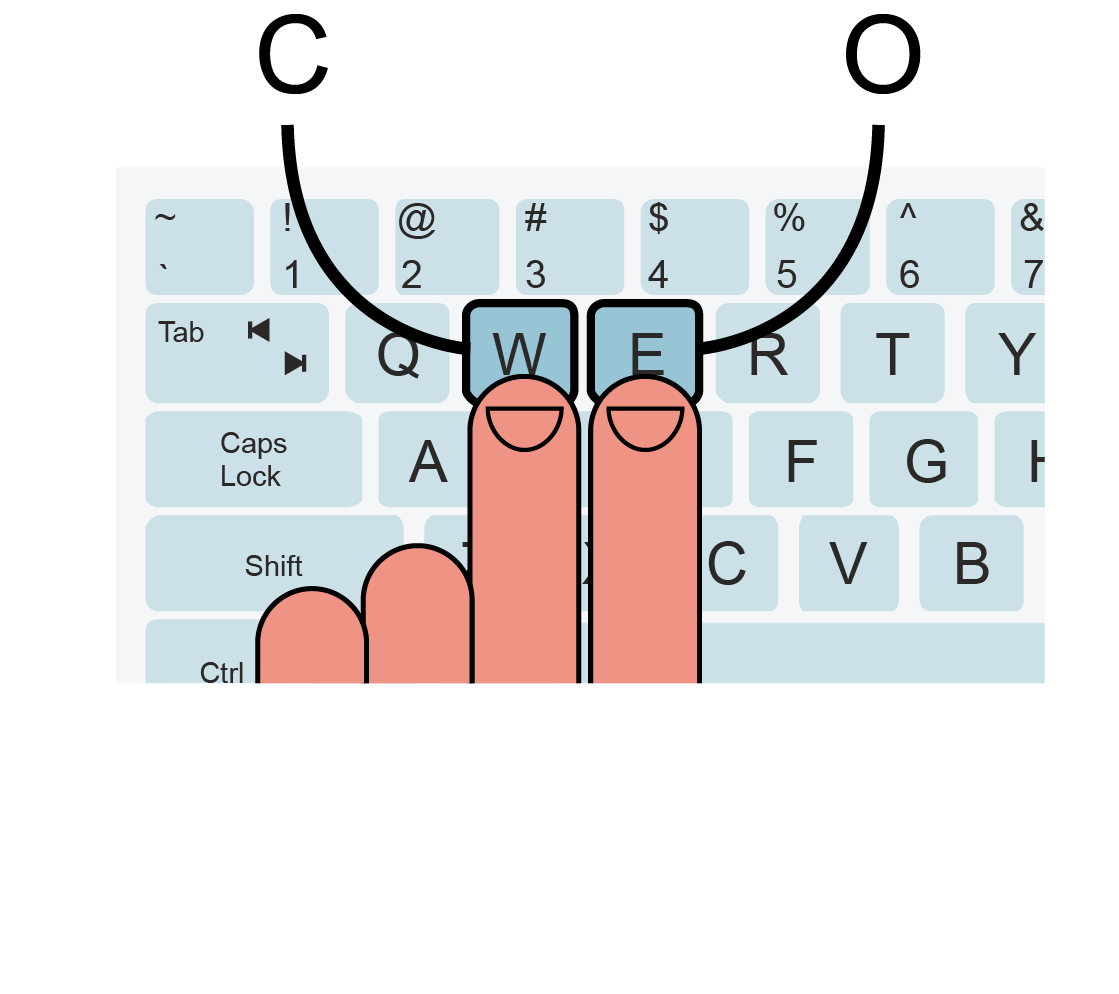 C O
~ ! @ # $ % ^ &
` 1 2 3 4 5 6 7
Tab Q W E R T Y
Caps
Lock
A F G H
Shift C V B
Ctrl